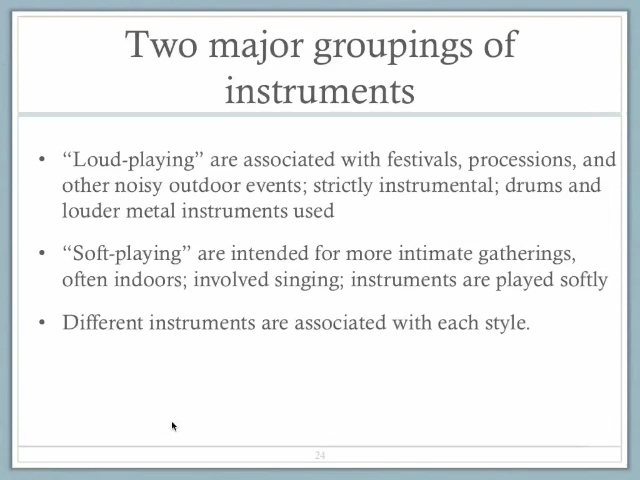 Two major groupings of
instruments
• “Loud-playing” are associated with festivals, processions, and
other noisy outdoor events; strictly instrumental; drums and
louder metal instruments used
• “Soft-playing” are intended for more intimate gatherings,
often indoors; involved singing; instruments are played softly
• Different instruments are associated with each style.
24